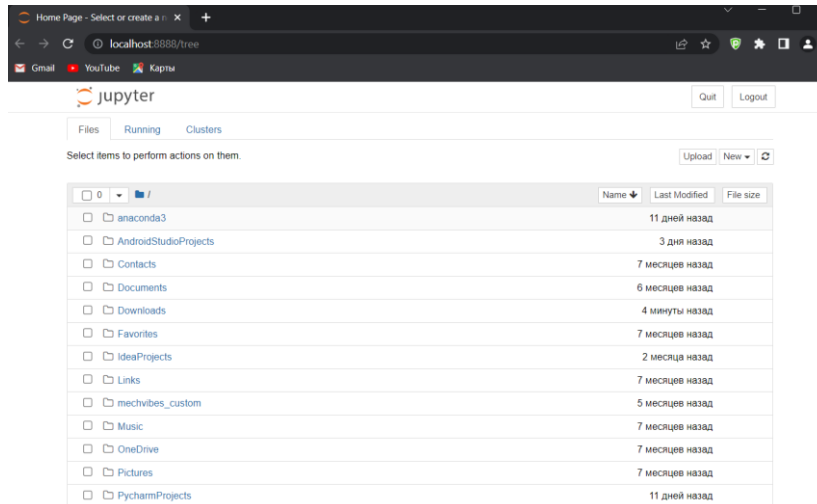 Home Page - Select or create a n
localhost:8888/tree
Gmail YouTube Карты
jupyter Quit Logout
Files Running Clusters
Select items to perform actions on them. Upload New
0 / Name Last Modified File size
anaconda3 11 дней назад
AndroidStudioProjects 3 дня назад
Contacts 7 месяцев назад
Documents 6 месяцев назад
Downloads 4 минуты назад
Favorites 7 месяцев назад
IdeaProjects 2 месяца назад
Links 7 месяцев назад
mechvibes_custom 5 месяцев назад
Music 7 месяцев назад
OneDrive 7 месяцев назад
Pictures 7 месяцев назад
PycharmProjects 11 дней назад